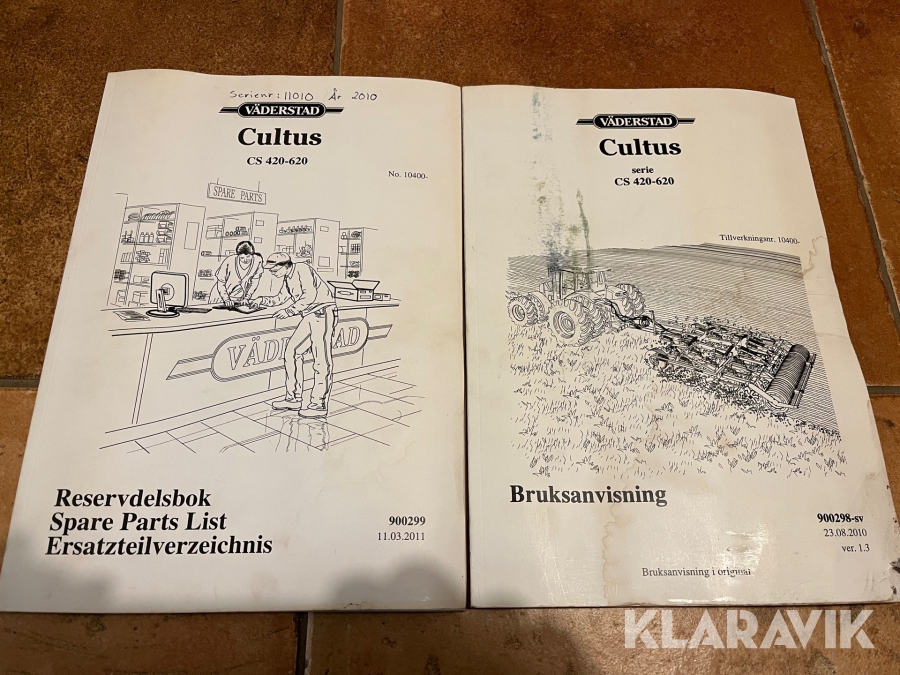 Serienr: 11010 År 2010
VÄDERSTAD
Cultus
CS 420-620
No. 10400-
SPARE PARTS
VÄDERSTAD
Reservdelsbok
Spare Parts List
Ersatzteilverzeichnis
900299
11.03.2011
VÄDERSTAD
Cultus
serie
CS 420-620
Tillverkningsnr. 10400-
Bruksanvisning
900298-sv
23.08.2010
ver. 1.3
Bruksanvisning i original
KLARAVIK